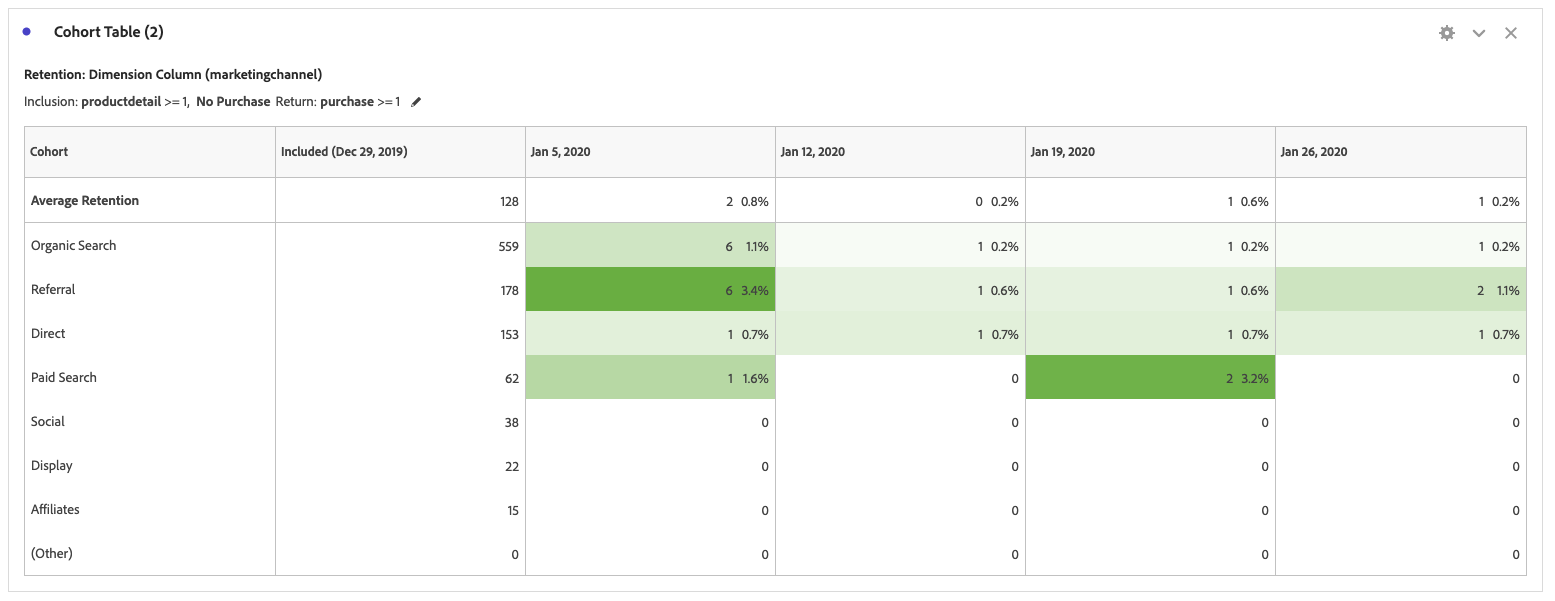 Cohort Table (2)
Retention: Dimension Column (marketingchannel)
Inclusion: productdetail >= 1, No Purchase Return: purchase >= 1
Cohort Included (Dec 29, 2019) Jan 5, 2020 Jan 12, 2020 Jan 19, 2020 Jan 26, 2020
Average Retention 128 2 0.8% 0 0.2% 1 0.6% 1 0.2%
Organic Search 559 6 1.1% 1 0.2% 1 0.2% 1 0.2%
Referral 178 6 3.4% 1 0.6% 1 0.6% 2 1.1%
Direct 153 1 0.7% 1 0.7% 1 0.7% 1 0.7%
Paid Search 62 1 1.6% 0 2 3.2% 0
Social 38 0 0 0 0
Display 22 0 0 0 0
Affiliates 15 0 0 0 0
(Other) 0 0 0 0 0